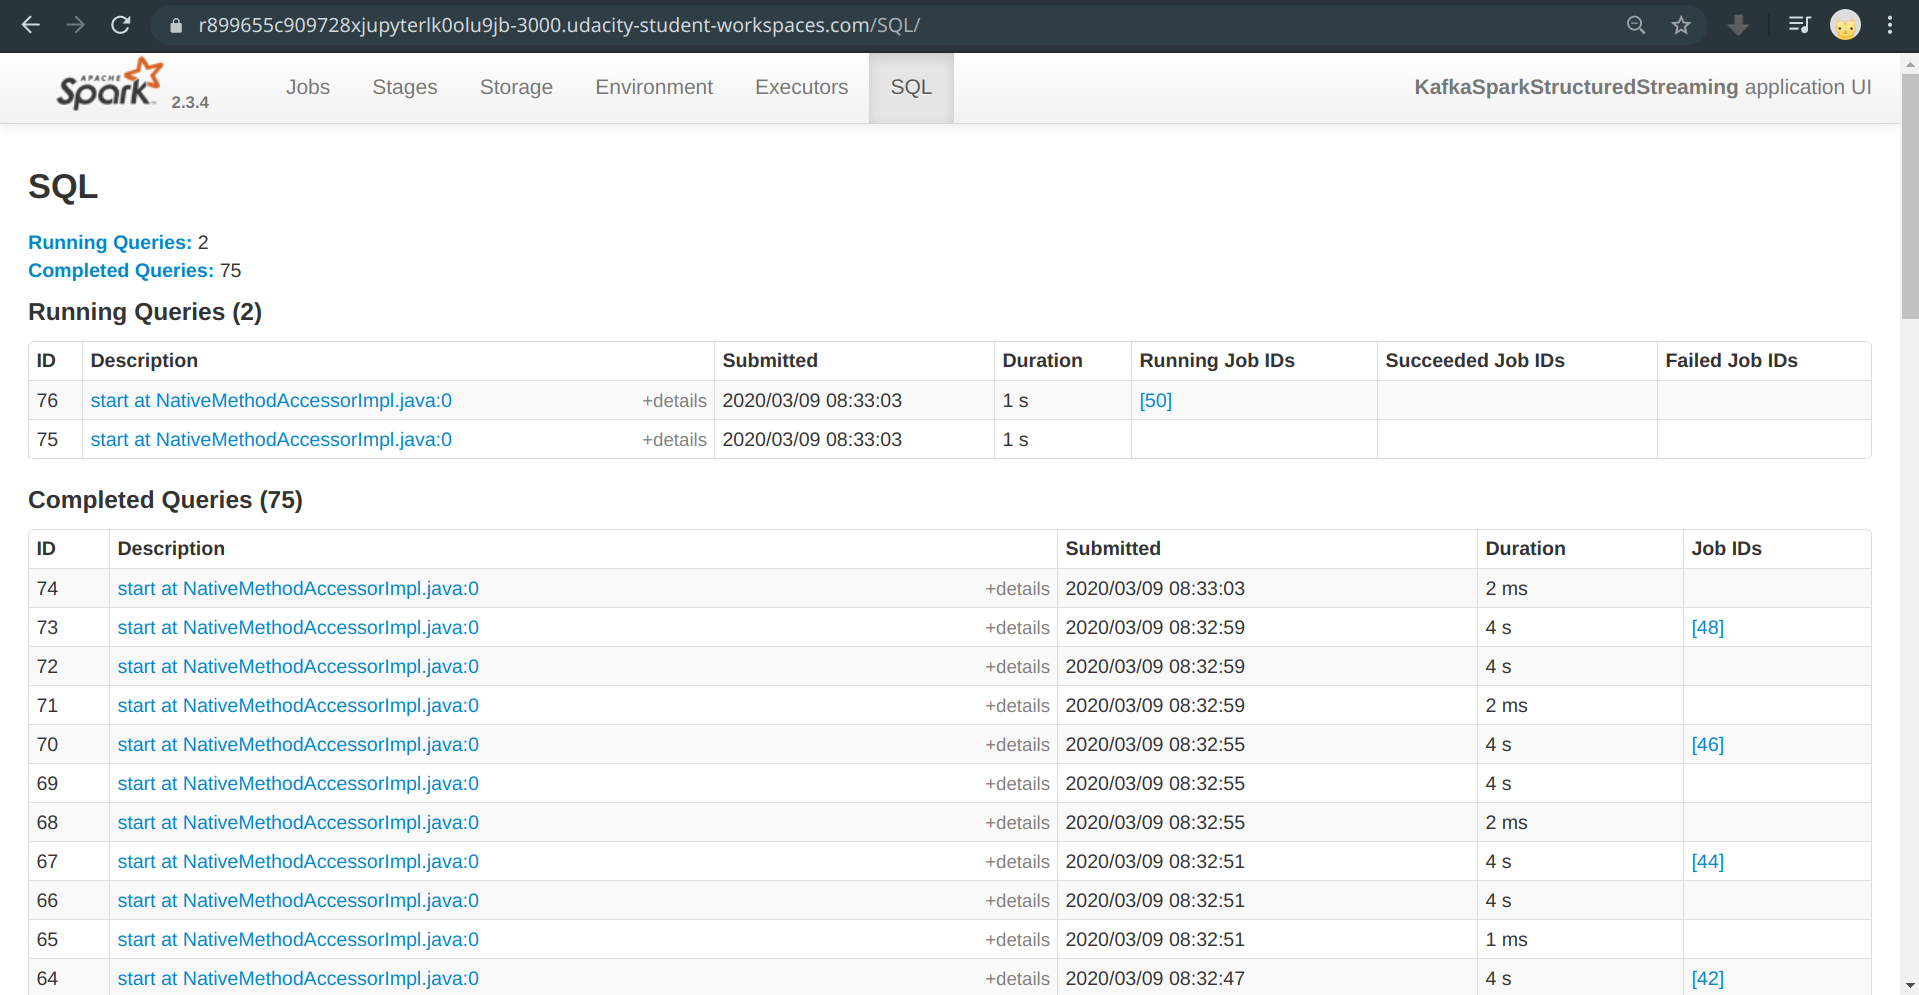 r899655c909728xjupyterlk0olu9jb-3000.udacity-student-workspaces.com/SQL/
APACHE Spark 2.3.4 Jobs Stages Storage Environment Executors SQL KafkaSparkStructuredStreaming application UI
SQL
Running Queries: 2
Completed Queries: 75
Running Queries (2)
ID Description Submitted Duration Running Job IDs Succeeded Job IDs Failed Job IDs
76 start at NativeMethodAccessorImpl.java:0 +details 2020/03/09 08:33:03 1 s [50]
75 start at NativeMethodAccessorImpl.java:0 +details 2020/03/09 08:33:03 1 s
Completed Queries (75)
ID Description Submitted Duration Job IDs
74 start at NativeMethodAccessorImpl.java:0 +details 2020/03/09 08:33:03 2 ms
73 start at NativeMethodAccessorImpl.java:0 +details 2020/03/09 08:32:59 4 s [48]
72 start at NativeMethodAccessorImpl.java:0 +details 2020/03/09 08:32:59 4 s
71 start at NativeMethodAccessorImpl.java:0 +details 2020/03/09 08:32:59 2 ms
70 start at NativeMethodAccessorImpl.java:0 +details 2020/03/09 08:32:55 4 s [46]
69 start at NativeMethodAccessorImpl.java:0 +details 2020/03/09 08:32:55 4 s
68 start at NativeMethodAccessorImpl.java:0 +details 2020/03/09 08:32:55 2 ms
67 start at NativeMethodAccessorImpl.java:0 +details 2020/03/09 08:32:51 4 s [44]
66 start at NativeMethodAccessorImpl.java:0 +details 2020/03/09 08:32:51 4 s
65 start at NativeMethodAccessorImpl.java:0 +details 2020/03/09 08:32:51 1 ms
64 start at NativeMethodAccessorImpl.java:0 +details 2020/03/09 08:32:47 4 s [42]